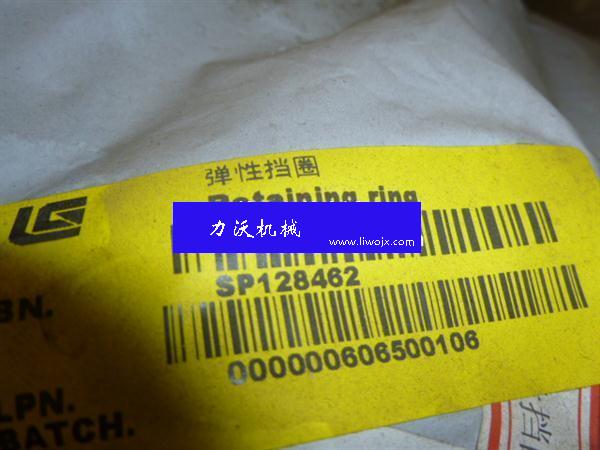 弹性挡圈
Retaining ring
力沃机械
www.liwojx.com
SP128462
BN.
000000606500106
LPN.
BATCH.